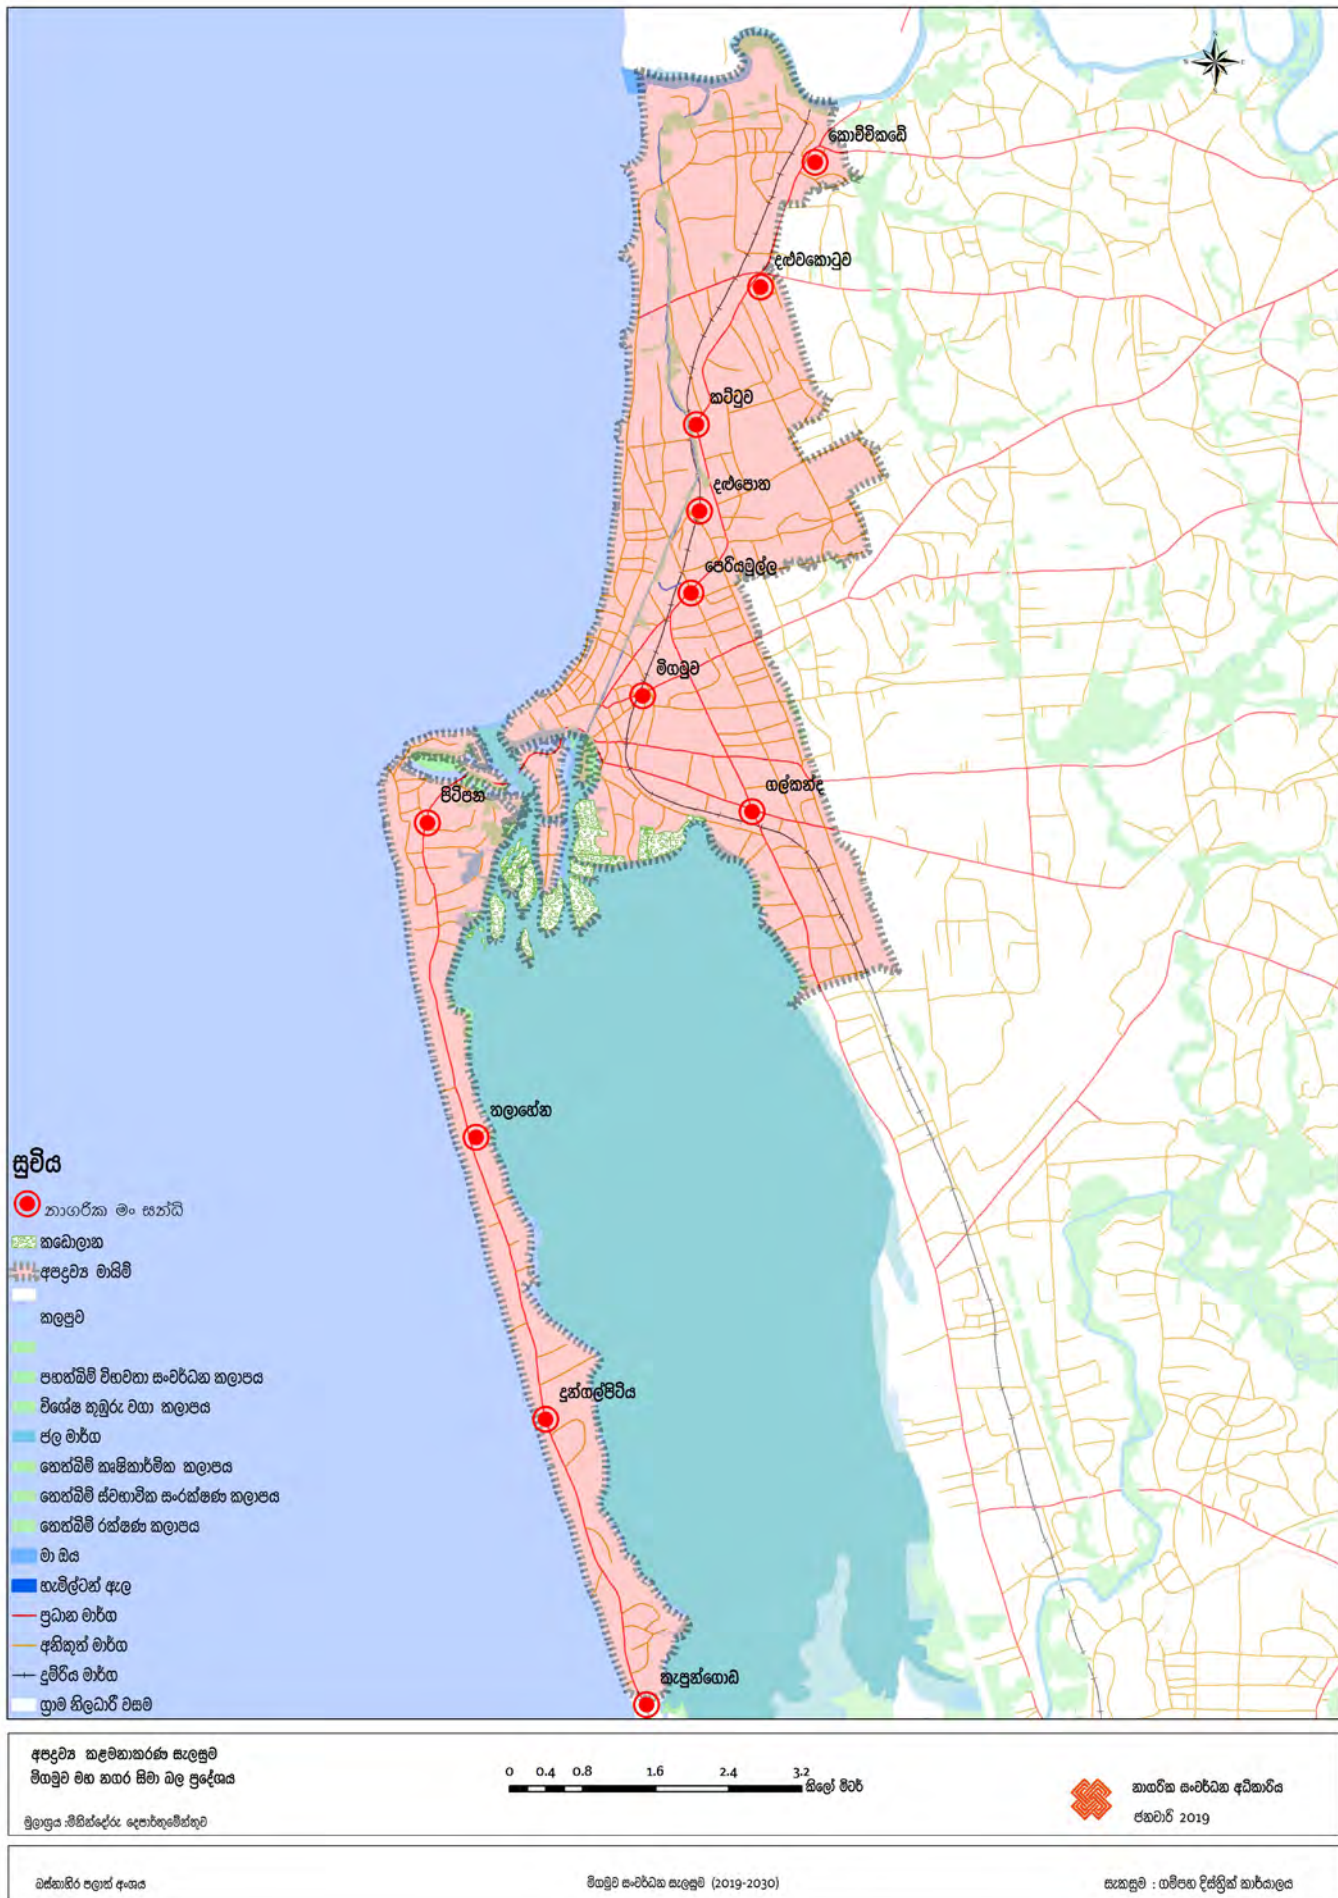 කොච්චිකඩේ
දළුවකොටුව
කට්ටුව
දළුපොත
පෙරියමුල්ල
මීගමුව
ගල්කන්ද
පිටිපන
තලාහේන
දූන්ගල්පිටිය
කැපුන්ගොඩ
සූචිය
නාගරික මං සන්ධි
කඩොලාන
අපද්‍රව්‍ය මායිම්
කලපුව
පහත්බිම් විභවතා සංවර්ධන කලාපය
විශේෂ කුඹුරු වගා කලාපය
ජල මාර්ග
තෙත්බිම් කෘෂිකාර්මික කලාපය
තෙත්බිම් ස්වභාවික සංරක්ෂණ කලාපය
තෙත්බිම් රක්ෂණ කලාපය
මා ඔය
හැමිල්ටන් ඇල
ප්‍රධාන මාර්ග
අනිකුත් මාර්ග
දුම්රිය මාර්ග
ග්‍රාම නිලධාරී වසම
අපද්‍රව්‍ය කළමනාකරණ සැලසුම
මීගමුව මහ නගර සීමා බල ප්‍රදේශය
මූලාශ්‍රය :මිනින්දෝරු දෙපාර්තුමේන්තුව
0 0.4 0.8 1.6 2.4 3.2
කිලෝ මීටර්
නාගරික සංවර්ධන අධිකාරිය
ජනවාරි 2019
බස්නාහිර පලාත් අංශය
මීගමුව සංවර්ධන සැලසුම (2019-2030)
සැකසුම : ගම්පහ දිස්ත්‍රික් කාර්යාලය